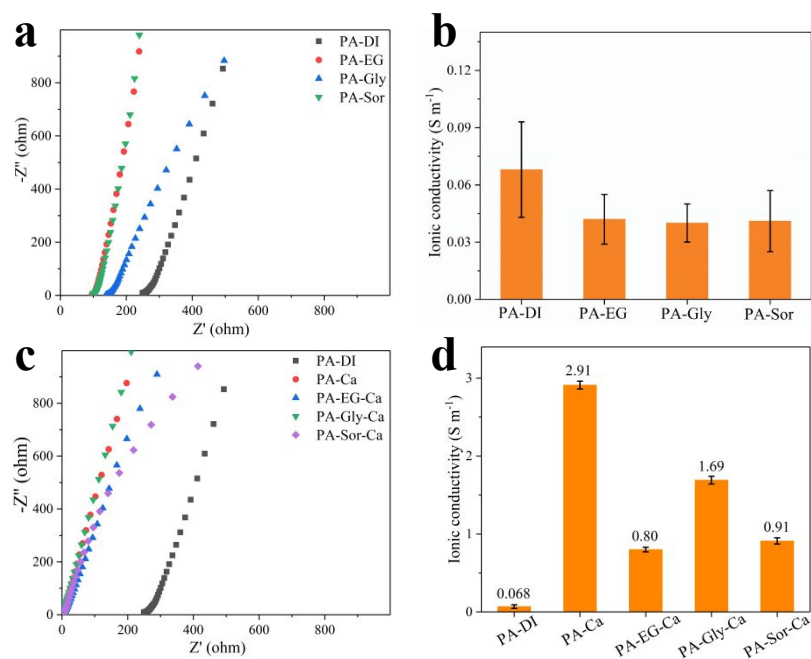 a
PA-DI
PA-EG
PA-Gly
PA-Sor
800
600
400
200
0
0 200 400 600 800
-Z" (ohm)
Z' (ohm)
b
0.12
0.09
0.06
0.03
0.00
PA-DI PA-EG PA-Gly PA-Sor
Ionic conductivity (S m⁻¹)
c
PA-DI
PA-Ca
PA-EG-Ca
PA-Gly-Ca
PA-Sor-Ca
800
600
400
200
0
0 200 400 600 800
-Z" (ohm)
Z' (ohm)
d
3
2
1
0
0.068
2.91
0.80
1.69
0.91
PA-DI PA-Ca PA-EG-Ca PA-Gly-Ca PA-Sor-Ca
Ionic conductivity (S m⁻¹)